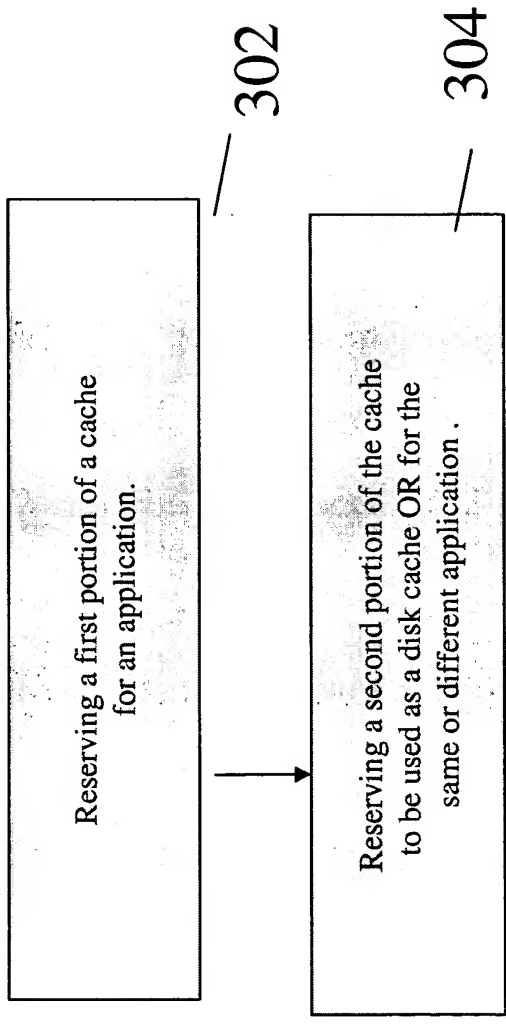 Reserving a first portion of a cache
for an application.
302
Reserving a second portion of the cache
to be used as a disk cache OR for the
same or different application .
304